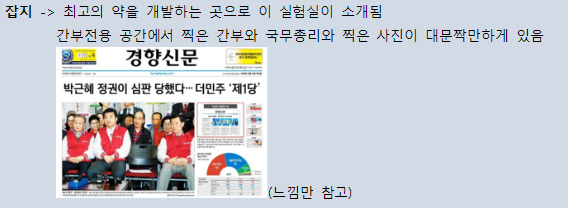 잡지 -> 최고의 약을 개발하는 곳으로 이 실험실이 소개됨
간부전용 공간에서 찍은 간부와 국무총리와 찍은 사진이 대문짝만하게 있음
경향신문
박근혜 정권이 심판 당했다… 더민주 ‘제1당’
(느낌만 참고)